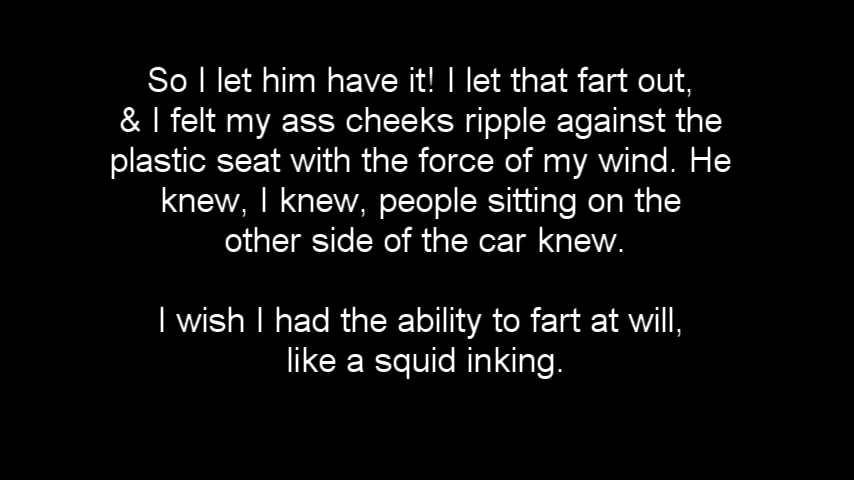 So I let him have it! I let that fart out,
& I felt my ass cheeks ripple against the
plastic seat with the force of my wind. He
knew, I knew, people sitting on the
other side of the car knew.
I wish I had the ability to fart at will,
like a squid inking.